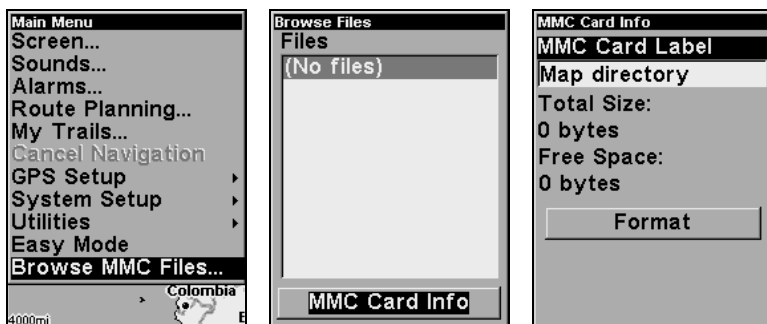 Main Menu
Screen...
Sounds...
Alarms...
Route Planning...
My Trails...
Cancel Navigation
GPS Setup
System Setup
Utilities
Easy Mode
Browse MMC Files...
Colombia
4000mi
E
Browse Files
Files
(No files)
MMC Card Info
MMC Card Info
MMC Card Label
Map directory
Total Size:
0 bytes
Free Space:
0 bytes
Format